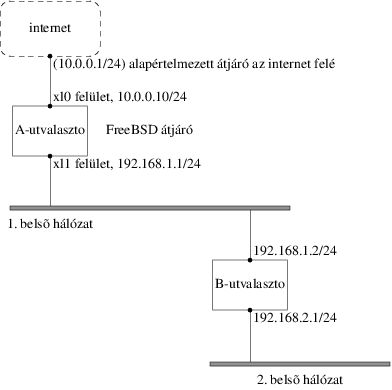 internet
(10.0.0.1/24) alapértelmezett átjáró az internet felé
xl0 felület, 10.0.0.10/24
A-utvalaszto
FreeBSD átjáró
xl1 felület, 192.168.1.1/24
1. belsõ hálózat
192.168.1.2/24
B-utvalaszto
192.168.2.1/24
2. belsõ hálózat